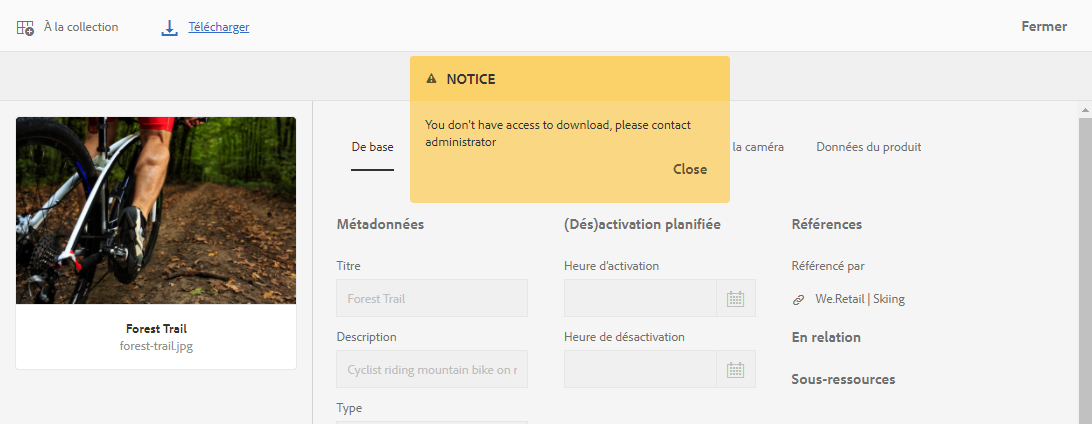 À la collection
Télécharger
Fermer
NOTICE
You don't have access to download, please contact
administrator
Close
De base
la caméra
Données du produit
Forest Trail
forest-trail.jpg
Métadonnées
Titre
Forest Trail
Description
Cyclist riding mountain bike on
Type
(Dés)activation planifiée
Heure d'activation
Heure de désactivation
Références
Référencé par
We.Retail | Skiing
En relation
Sous-ressources